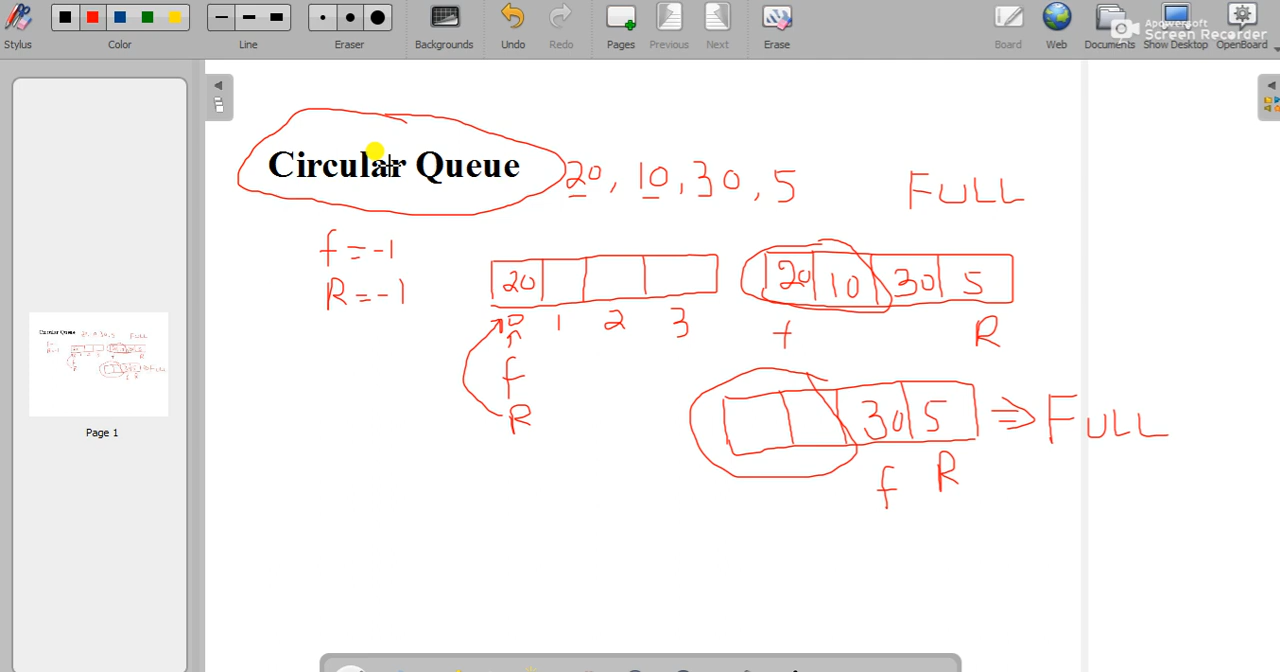 Stylus
Color
Line
Eraser
Backgrounds
Undo
Redo
Pages
Previous
Next
Erase
Board
Web
Documents
Show Desktop
OpenBoard
Apowersoft
Screen Recorder
Circular Queue
20, 10, 30, 5
FULL
f = -1
R = -1
20
20 10 30 5
0 1 2 3
f R
f
R
30 5 ⇒ FULL
f R
Page 1